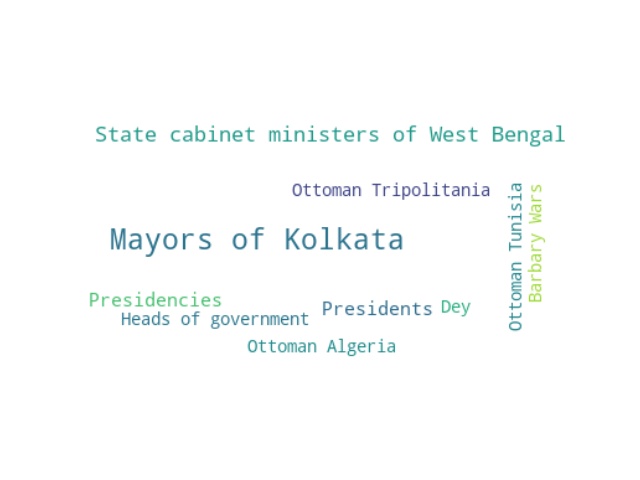 State cabinet ministers of West Bengal
Ottoman Tripolitania
Ottoman Tunisia
Barbary Wars
Mayors of Kolkata
Presidencies
Heads of government
Presidents
Dey
Ottoman Algeria